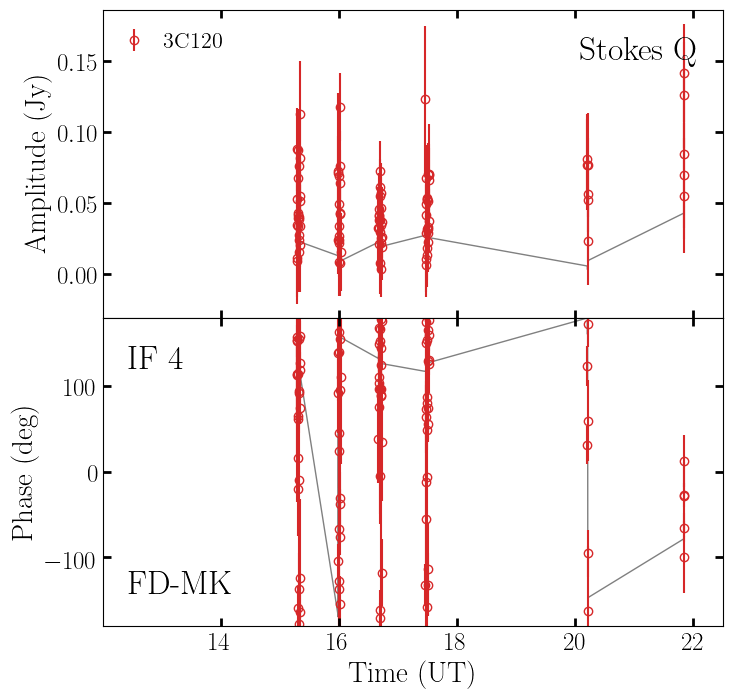 3C120
Stokes Q
Amplitude (Jy)
0.15
0.10
0.05
0.00
IF 4
Phase (deg)
100
0
−100
FD-MK
14 16 18 20 22
Time (UT)